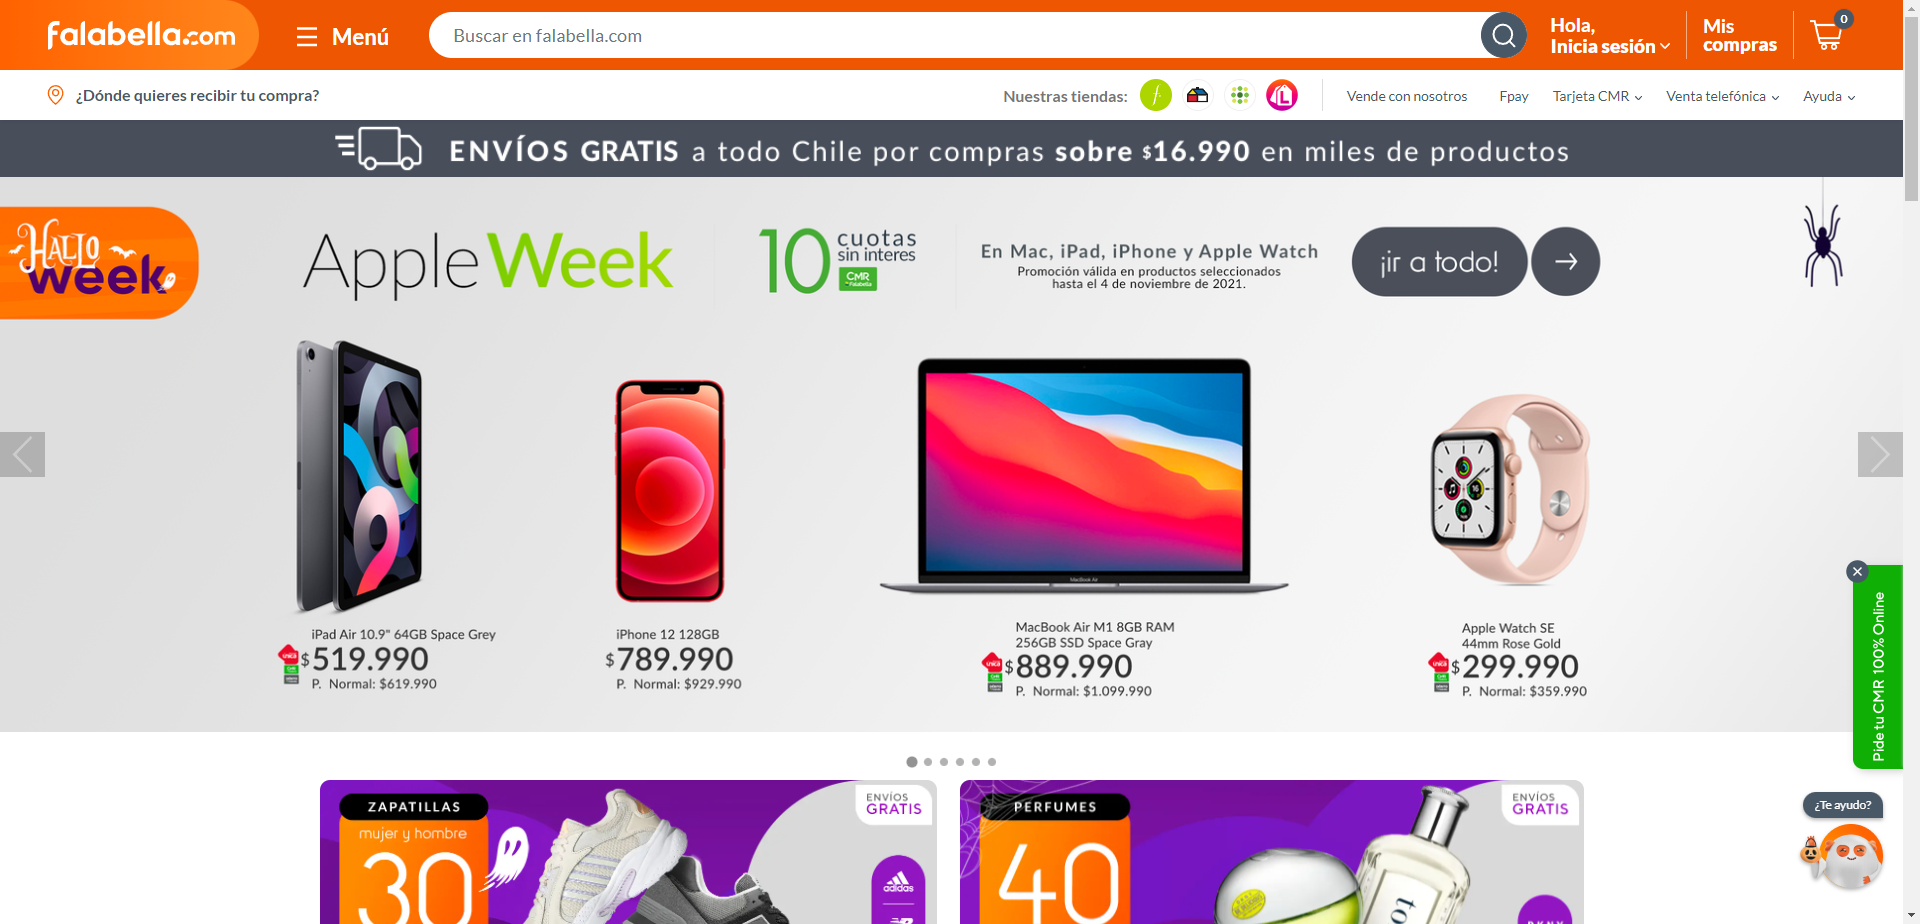 falabella.com
Menú
Buscar en falabella.com
Hola,
Inicia sesión
Mis
compras
0
¿Dónde quieres recibir tu compra?
Nuestras tiendas:
Vende con nosotros
Fpay
Tarjeta CMR
Venta telefónica
Ayuda
ENVÍOS GRATIS a todo Chile por compras sobre $16.990 en miles de productos
HALLO
week
Apple Week
10 cuotas
sin interes
CMR
Falabella
En Mac, iPad, iPhone y Apple Watch
Promoción válida en productos seleccionados
hasta el 4 de noviembre de 2021.
¡ir a todo!
MacBook Air
iPad Air 10.9" 64GB Space Grey
$519.990
P. Normal: $619.990
iPhone 12 128GB
$789.990
P. Normal: $929.990
MacBook Air M1 8GB RAM
256GB SSD Space Gray
$889.990
P. Normal: $1.099.990
Apple Watch SE
44mm Rose Gold
$299.990
P. Normal: $359.990
Pide tu CMR 100% Online
ZAPATILLAS
mujer y hombre
30
ENVÍOS
GRATIS
adidas
PERFUMES
40
ENVÍOS
GRATIS
DKNY
¿Te ayudo?